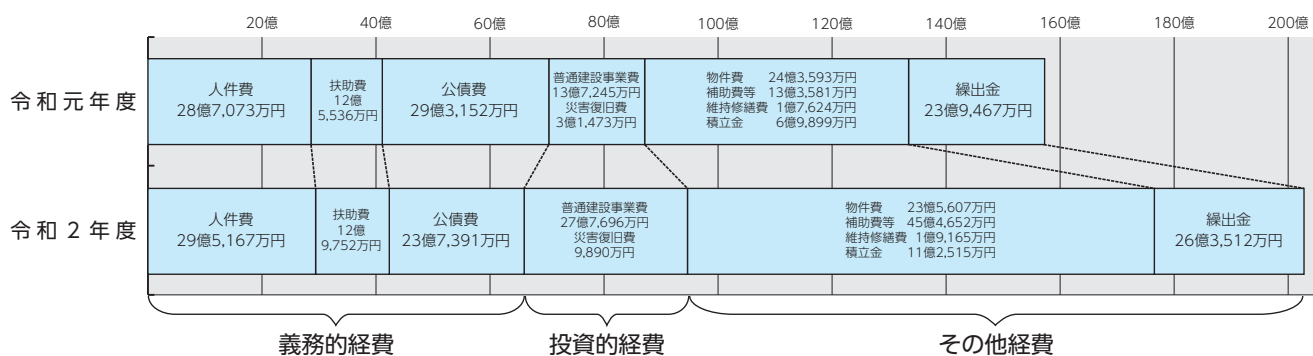 20億 40億 60億 80億 100億 120億 140億 160億 180億 200億
令和元年度
人件費
28億7,073万円
扶助費
12億
5,536万円
公債費
29億3,152万円
普通建設事業費
13億7,245万円
災害復旧費
3億1,473万円
物件費 24億3,593万円
補助費等 13億3,581万円
維持修繕費 1億7,624万円
積立金 6億9,899万円
繰出金
23億9,467万円
令和2年度
人件費
29億5,167万円
扶助費
12億
9,752万円
公債費
23億7,391万円
普通建設事業費
27億7,696万円
災害復旧費
9,890万円
物件費 23億5,607万円
補助費等 45億4,652万円
維持修繕費 1億9,165万円
積立金 11億2,515万円
繰出金
26億3,512万円
義務的経費 投資的経費 その他経費